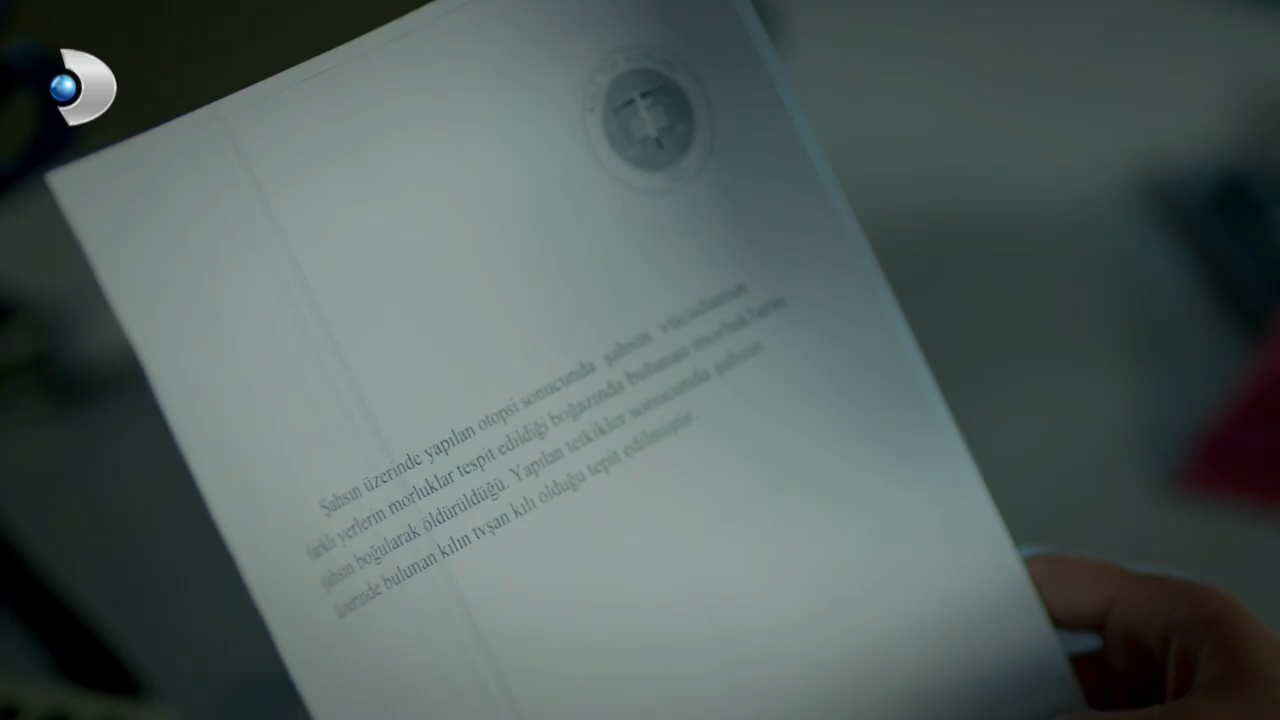 Şahsın üzerinde yapılan otopsi sonucunda şahsın vücudunun
farklı yerlerin morluklar tespit edildiği boğazında bulunan morlukların
şahsın boğularak öldürüldüğü. Yapılan tetkikler sonucunda şahsın
üzerinde bulunan kılın tvşan kılı olduğu tepit edilmiştir.